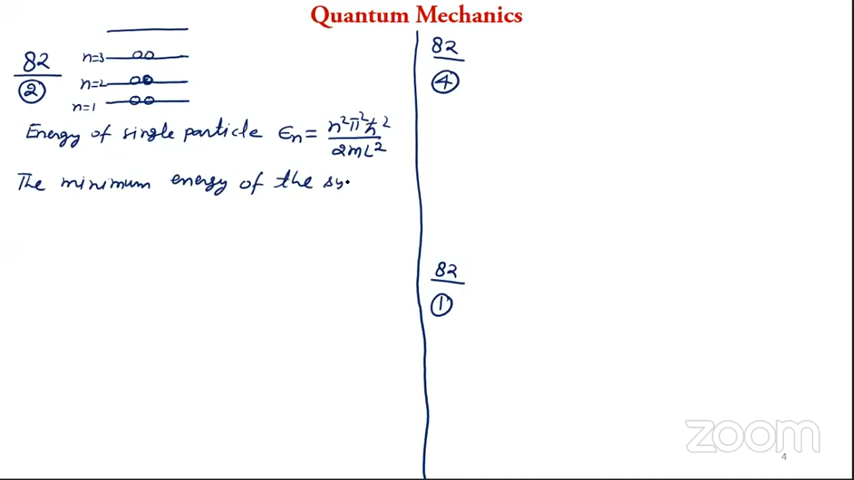 Quantum Mechanics
82
②
n=3
n=2
n=1
Energy of single particle ϵn = n²π²ħ² / 2mL²
The minimum energy of the sy
82
④
82
①
zoom
4